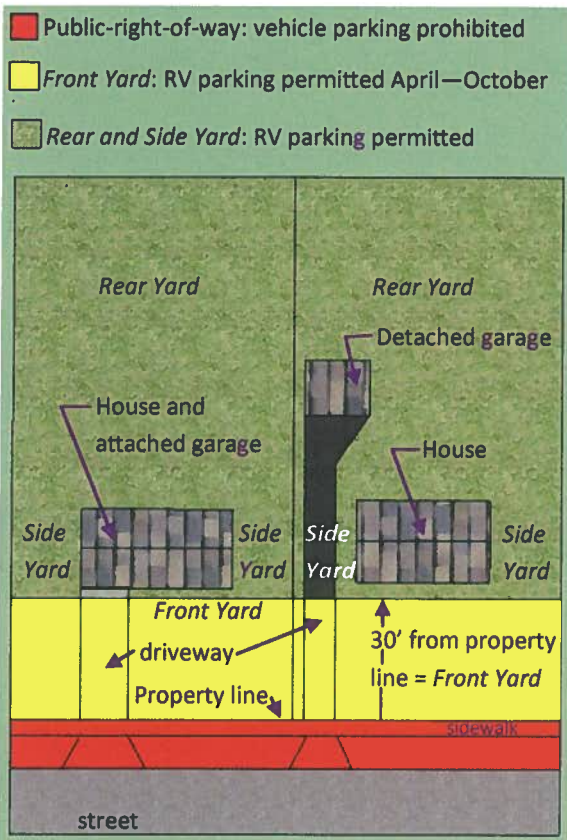 Public-right-of-way: vehicle parking prohibited
Front Yard: RV parking permitted April—October
Rear and Side Yard: RV parking permitted
Rear Yard
Rear Yard
Detached garage
House and
attached garage
House
Side
Yard
Side
Yard
Side
Yard
Side
Yard
Front Yard
driveway
30' from property
line = Front Yard
Property line
sidewalk
street